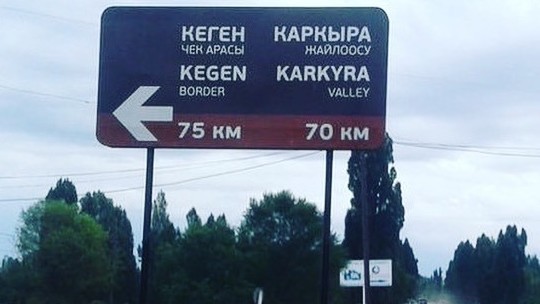 КЕГЕН КАРКЫРА
ЧЕК АРАСЫ ЖАЙЛООСУ
KEGEN KARKYRA
BORDER VALLEY
75 КМ 70 КМ